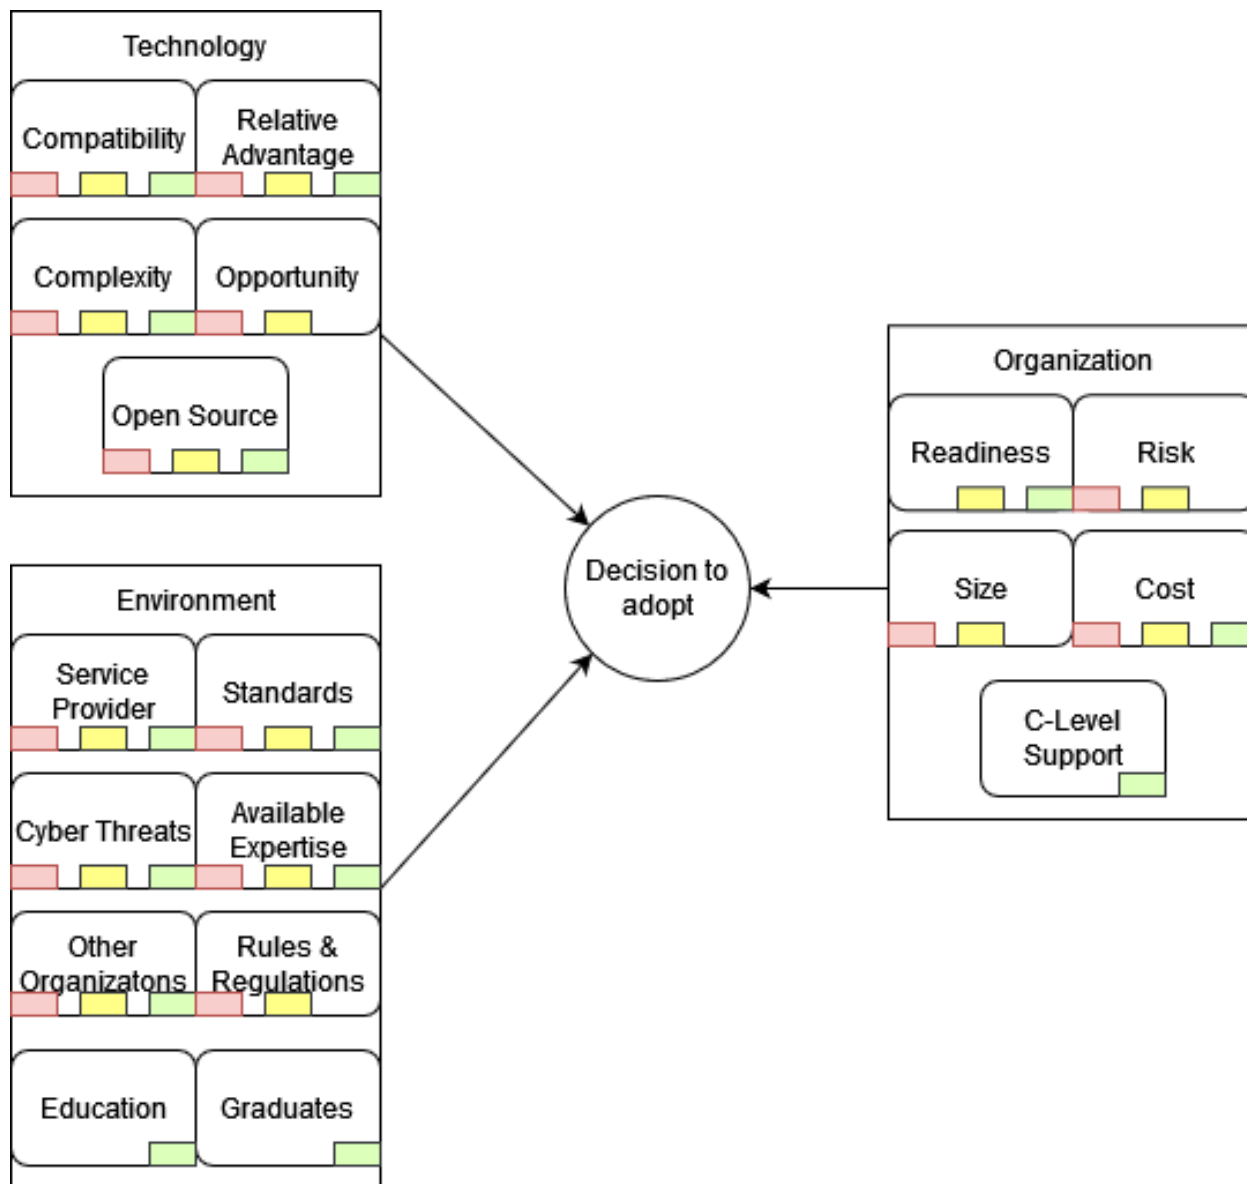 Technology
Compatibility
Relative
Advantage
Complexity
Opportunity
Open Source
Environment
Service
Provider
Standards
Cyber Threats
Available
Expertise
Other
Organizatons
Rules &
Regulations
Education
Graduates
Decision to
adopt
Organization
Readiness
Risk
Size
Cost
C-Level
Support